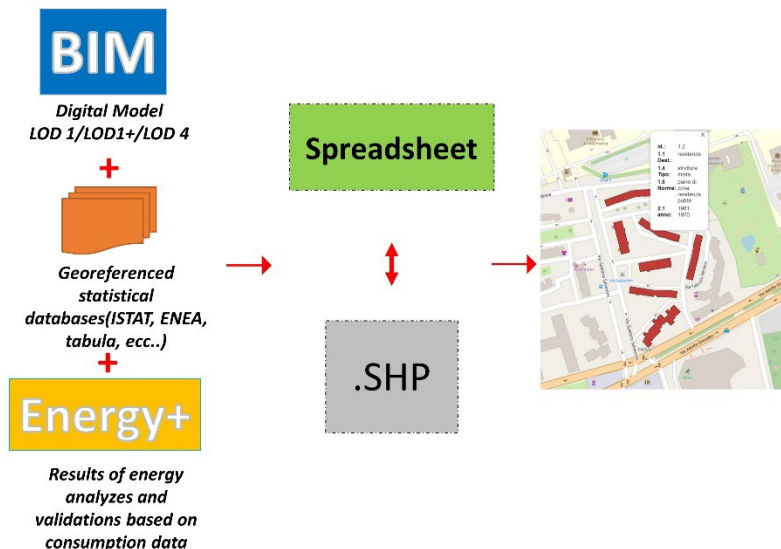 BIM
Digital Model
LOD 1/LOD1+/LOD 4
+
Georeferenced
statistical
databases(ISTAT, ENEA,
tabula, ecc..)
+
Energy+
Results of energy
analyzes and
validations based on
consumption data
Spreadsheet
.SHP
X
Id.: 1.2
1.1 residenza
Dest.:
1.4 strutture
Tipo: mista
1.5 piano di
Norme: zona
residenza
pubbli
2.1 1961.
anno: 1970